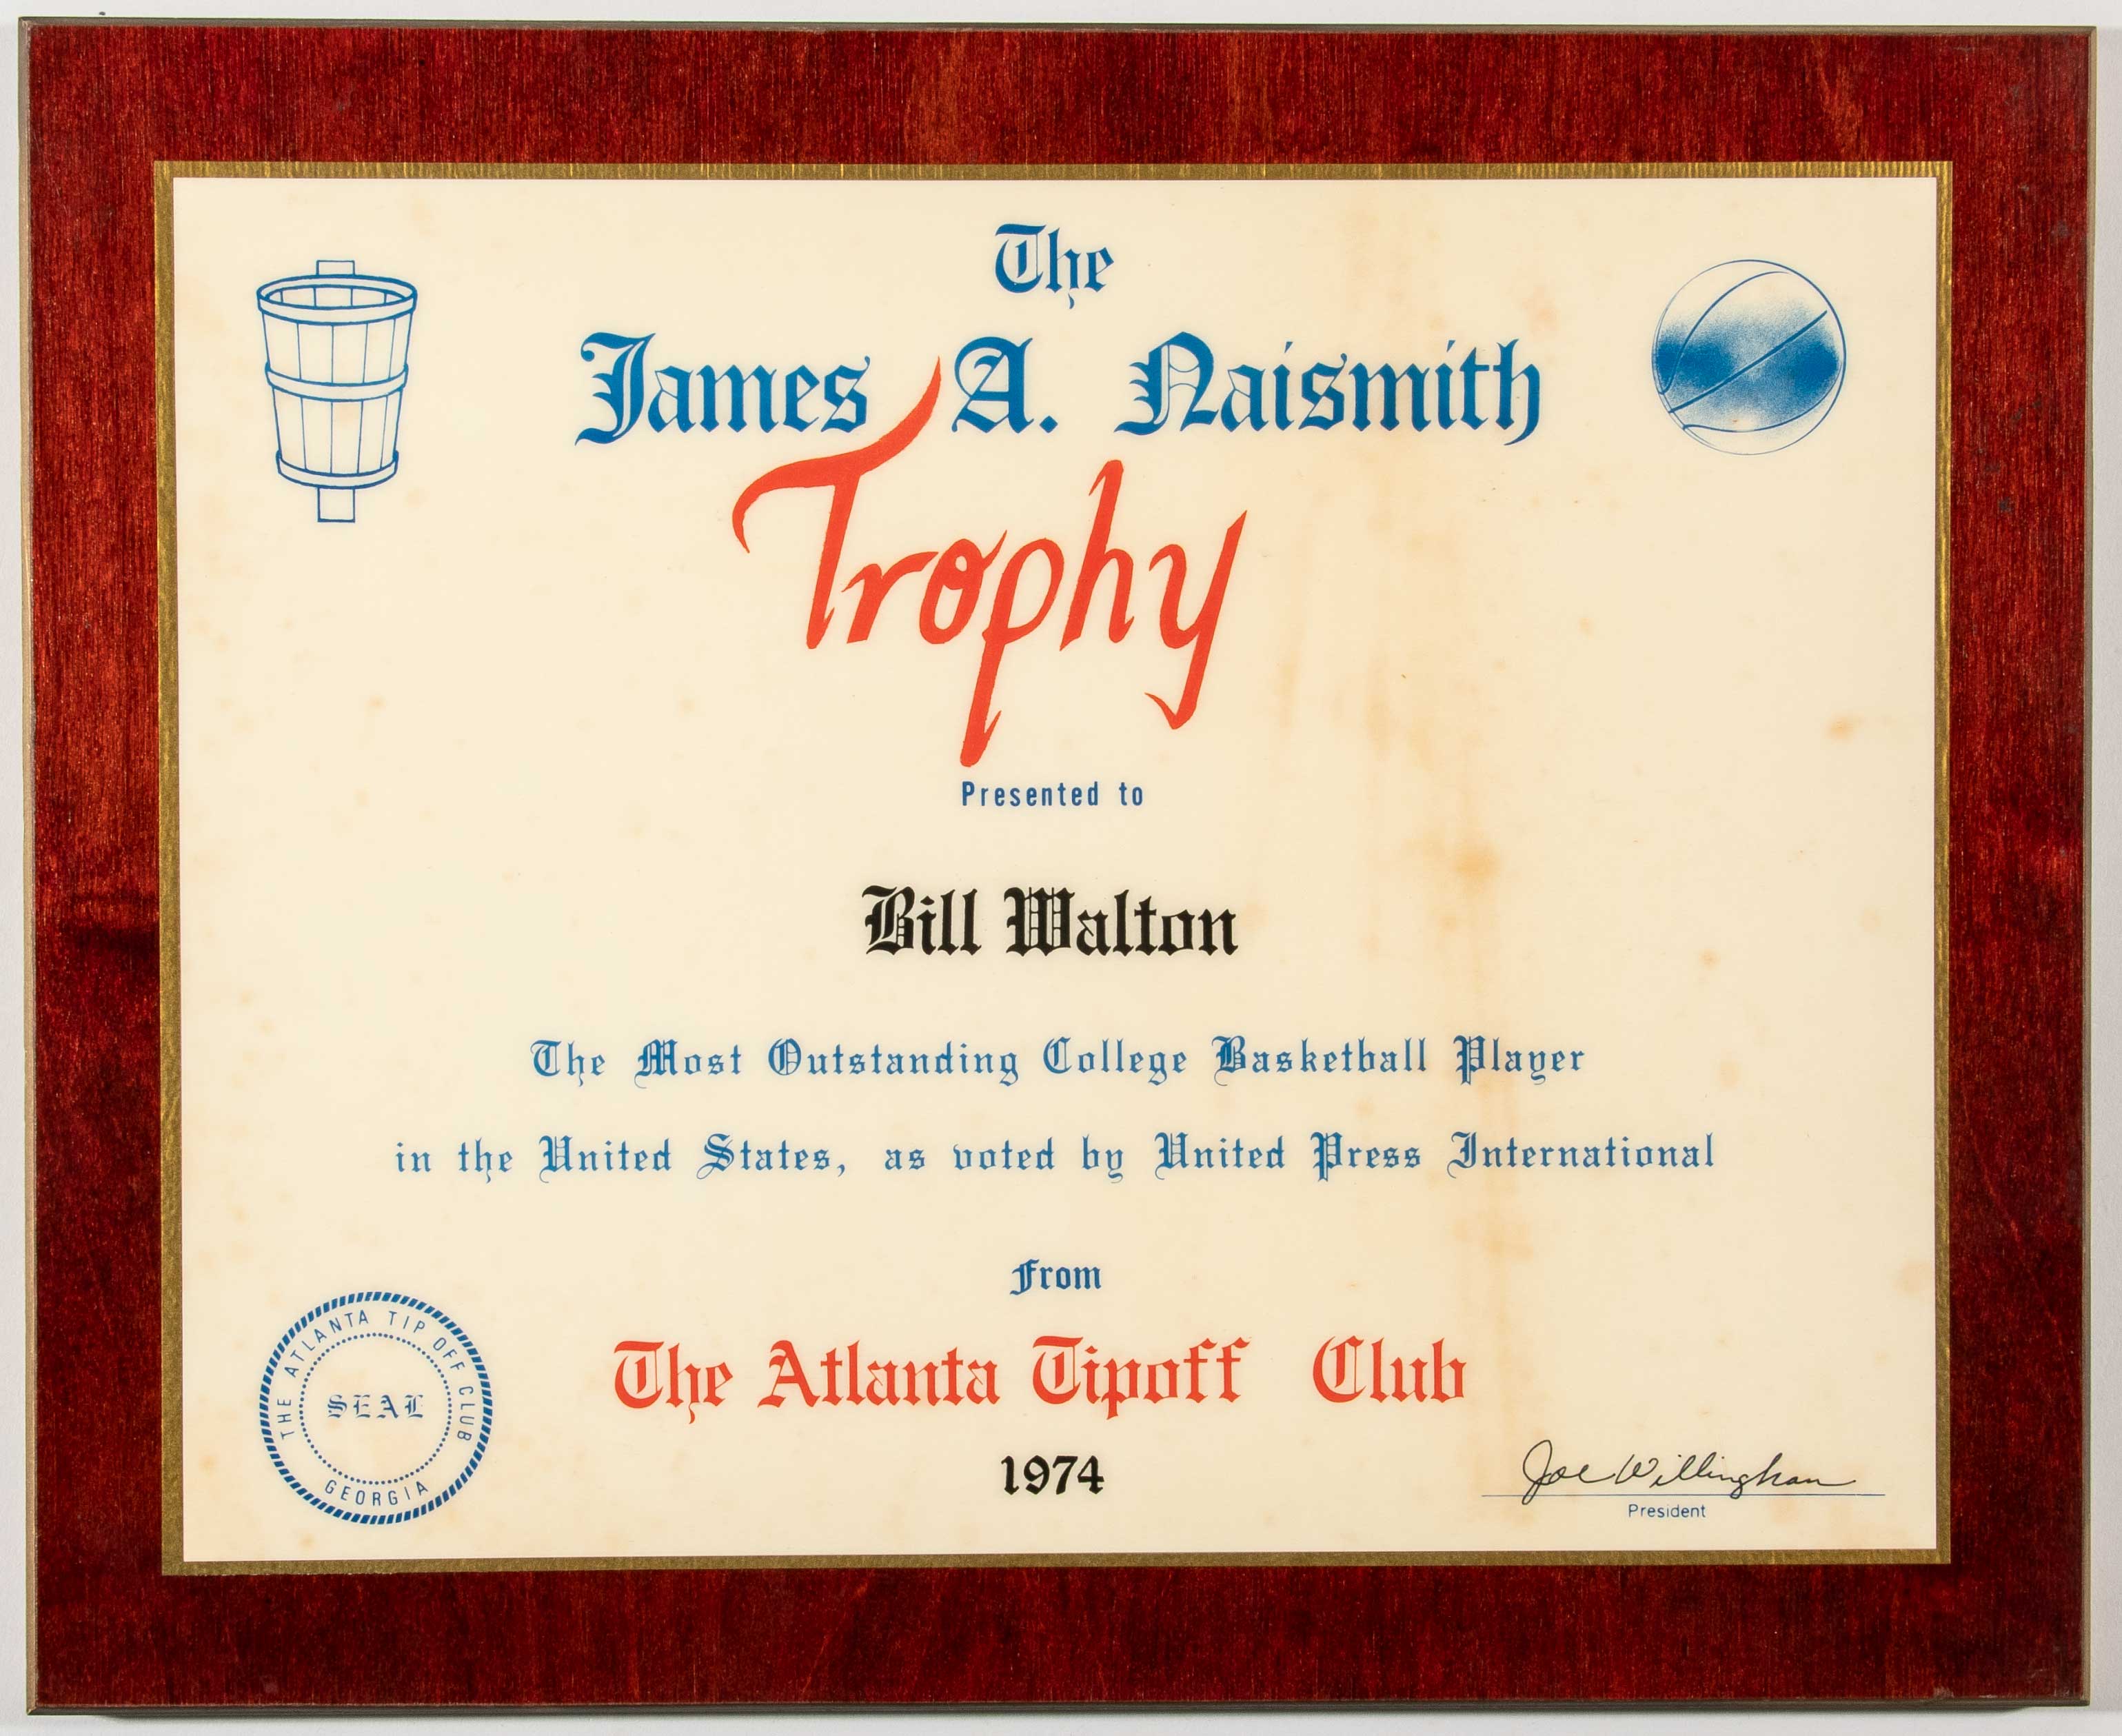 The
James A. Naismith
Trophy
Presented to
Bill Walton
The Most Outstanding College Basketball Player
in the United States, as voted by United Press International
From
The Atlanta Tipoff Club
1974
THE ATLANTA TIP OFF CLUB
SEAL
GEORGIA
Joe Willingham
President